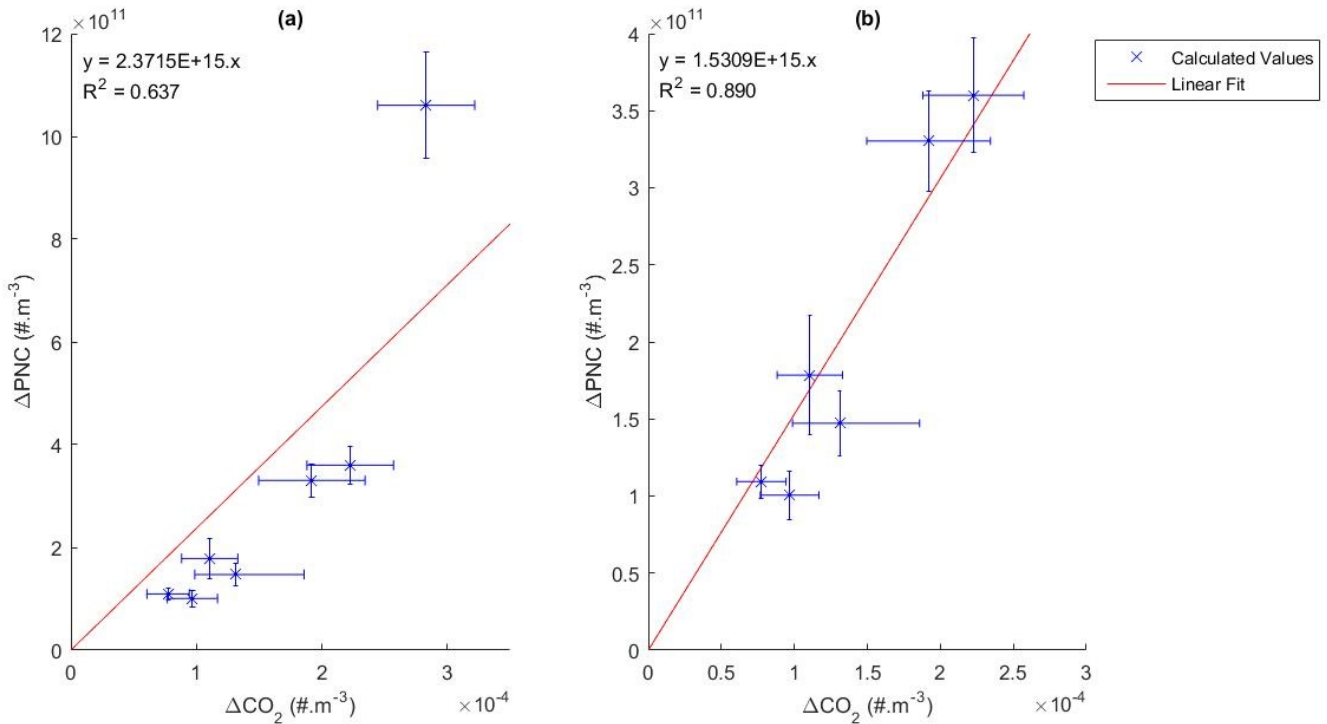 (a)
× 10^11
y = 2.3715E+15.x
R^2 = 0.637
12
10
8
6
4
2
0
ΔPNC (#.m^-3)
0 1 2 3
ΔCO_2 (#.m^-3)
× 10^-4
(b)
× 10^11
y = 1.5309E+15.x
R^2 = 0.890
4
3.5
3
2.5
2
1.5
1
0.5
0
ΔPNC (#.m^-3)
0 0.5 1 1.5 2 2.5 3
ΔCO_2 (#.m^-3)
× 10^-4
Calculated Values
Linear Fit